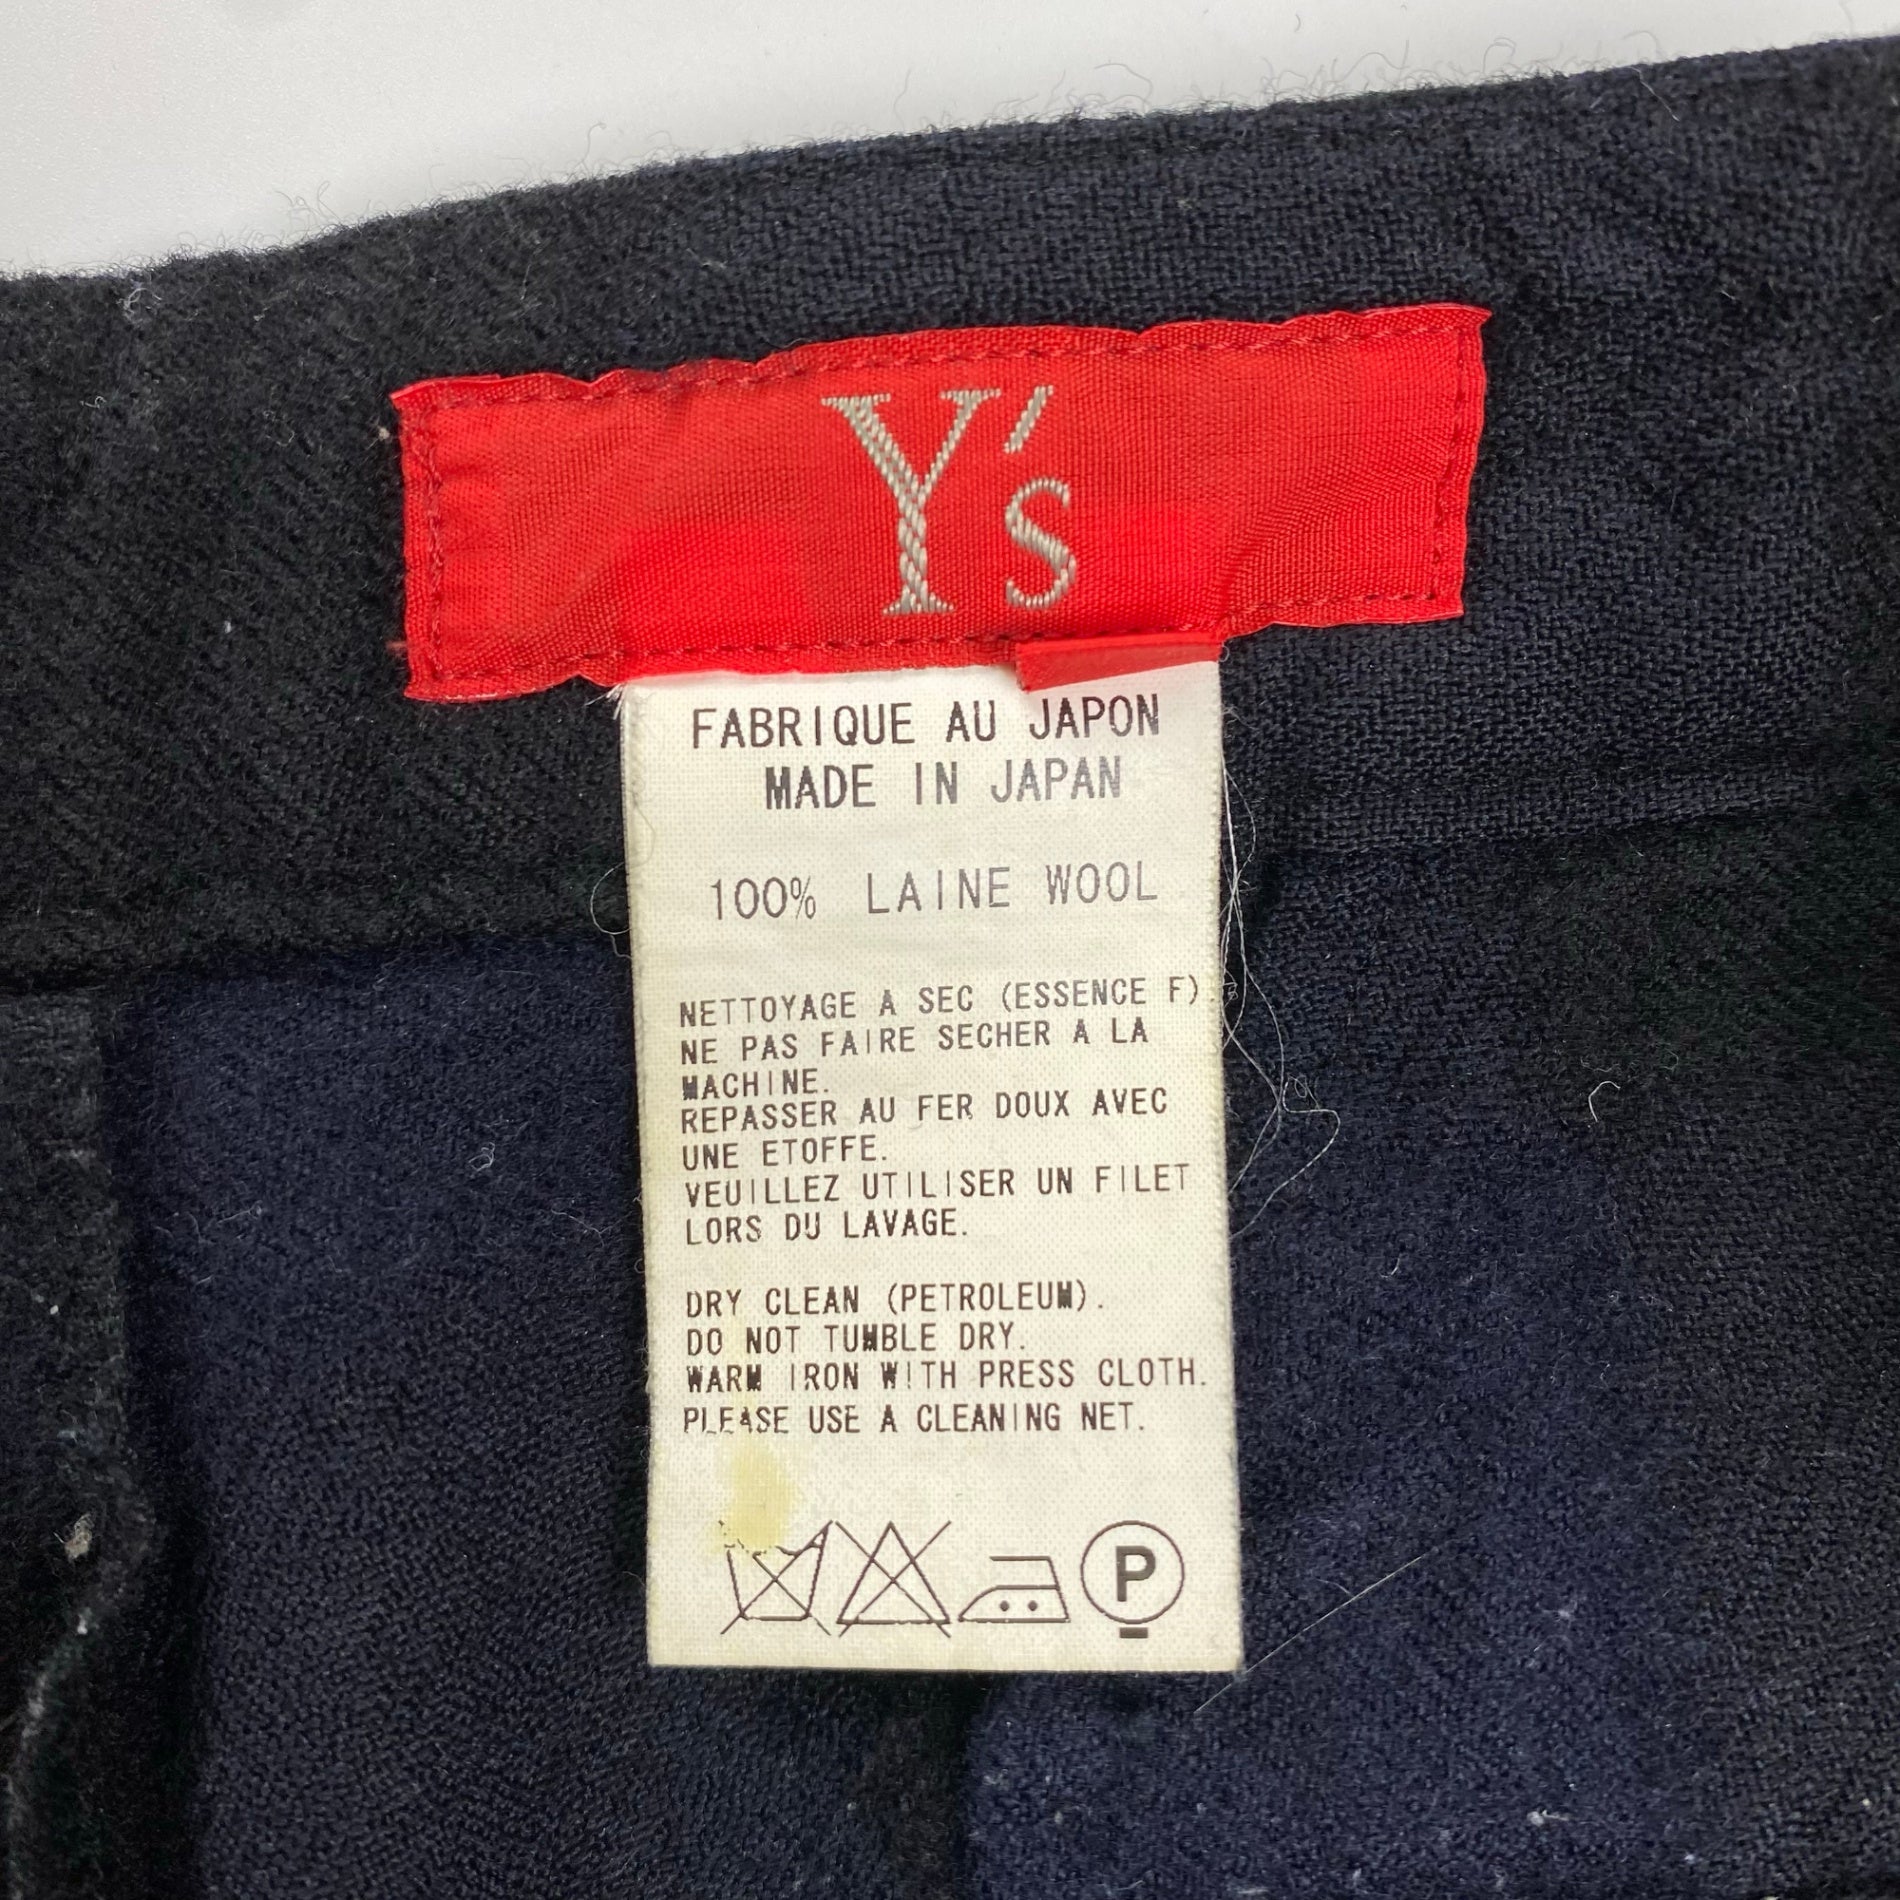 Y's
FABRIQUE AU JAPON
MADE IN JAPAN
100% LAINE WOOL
NETTOYAGE A SEC (ESSENCE F).
NE PAS FAIRE SECHER A LA
MACHINE.
REPASSER AU FER DOUX AVEC
UNE ETOFFE.
VEUILLEZ UTILISER UN FILET
LORS DU LAVAGE.
DRY CLEAN (PETROLEUM).
DO NOT TUMBLE DRY.
WARM IRON WITH PRESS CLOTH.
PLEASE USE A CLEANING NET.
P